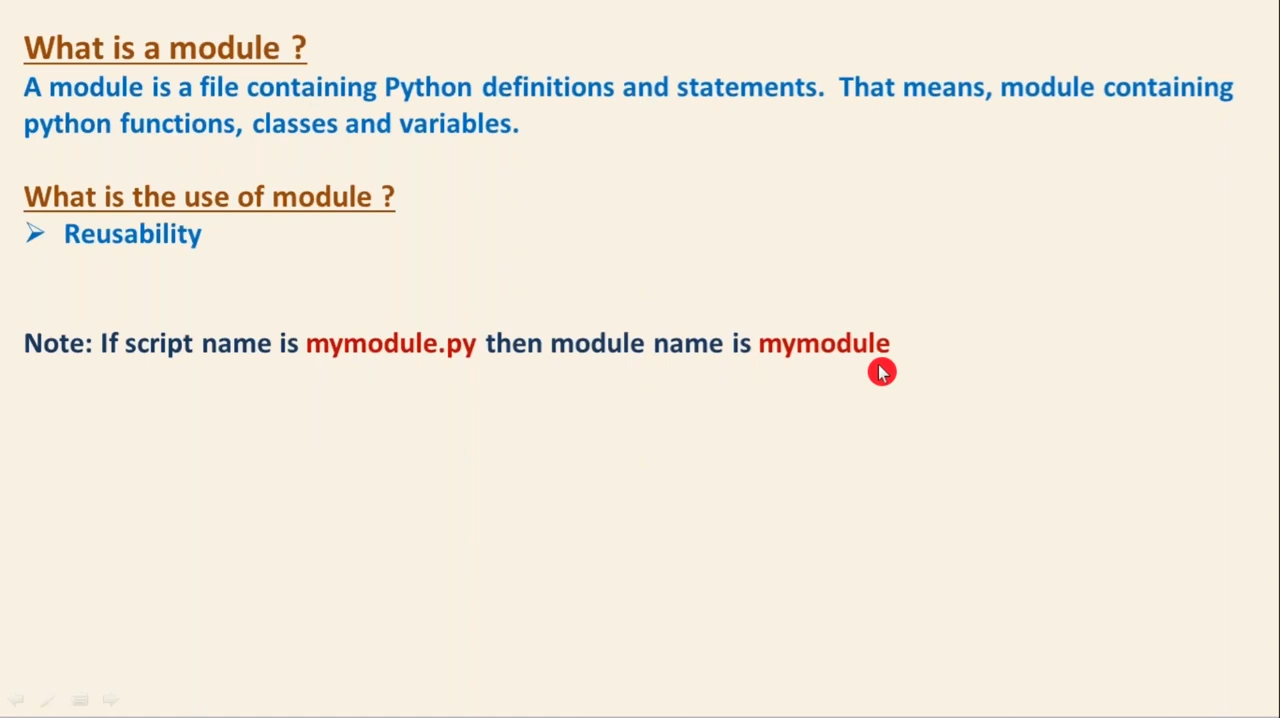 What is a module ?
A module is a file containing Python definitions and statements.  That means, module containing
python functions, classes and variables.
What is the use of module ?
➢ Reusability
Note: If script name is mymodule.py then module name is mymodule